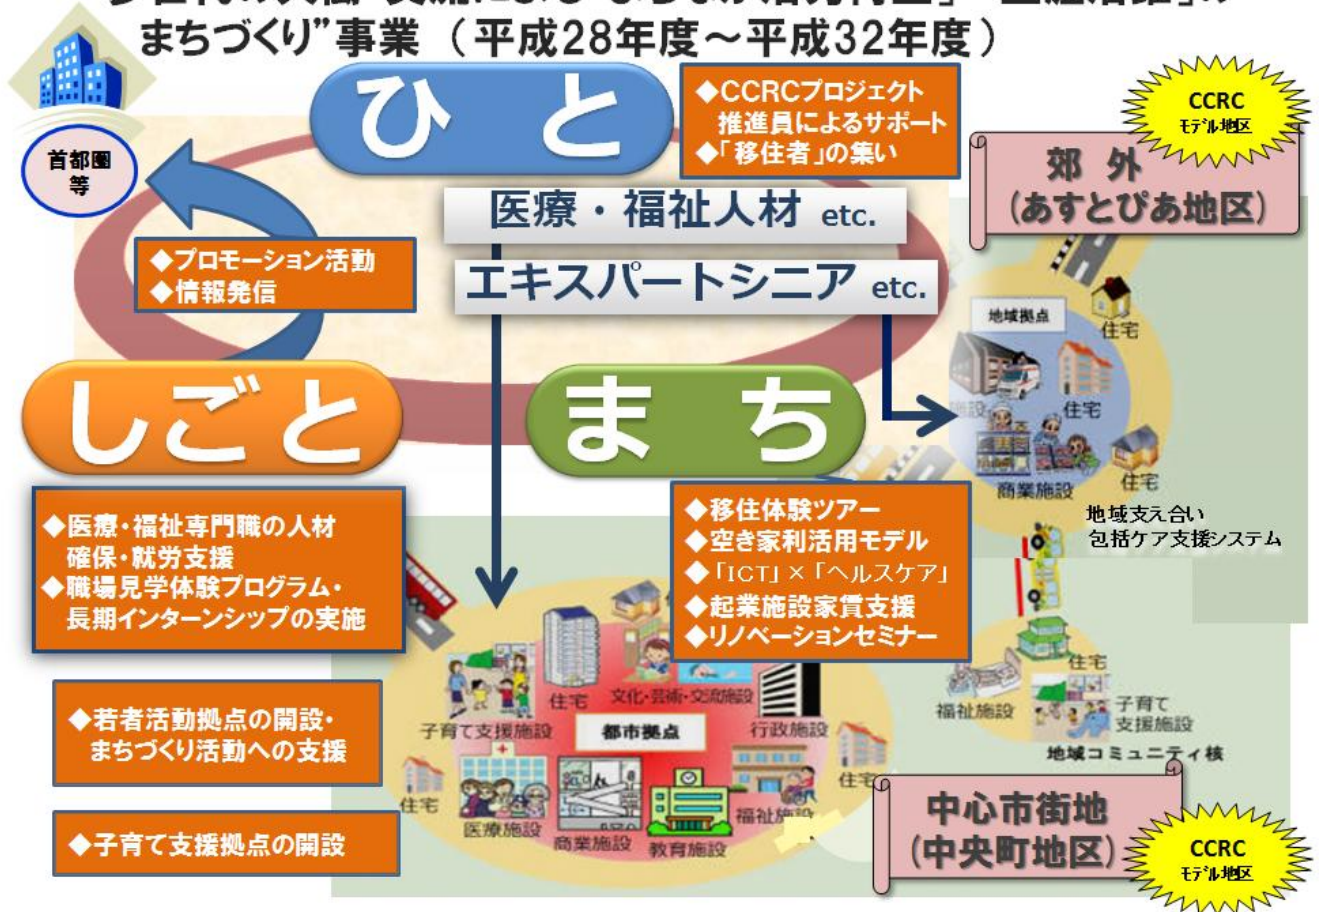 まちづくり”事業 （平成28年度～平成32年度）
ひと
◆CCRCプロジェクト
推進員によるサポート
◆「移住者」の集い
CCRC
モデル地区
首都圏
等
郊 外
（あすとぴあ地区）
医療・福祉人材 etc.
◆プロモーション活動
◆情報発信
エキスパートシニア etc.
地域拠点
住宅
施設
住宅
商業施設
住宅
地域支え合い
包括ケア支援システム
しごと
まち
◆医療・福祉専門職の人材
確保・就労支援
◆職場見学体験プログラム・
長期インターンシップの実施
◆移住体験ツアー
◆空き家利活用モデル
◆「ICT」×「ヘルスケア」
◆起業施設家賃支援
◆リノベーションセミナー
◆若者活動拠点の開設・
まちづくり活動への支援
◆子育て支援拠点の開設
住宅
文化・芸術・交流施設
子育て支援施設
都市拠点
行政施設
住宅
医療施設
商業施設
教育施設
福祉施設
住宅
住宅
福祉施設
子育て
支援施設
地域コミュニティ核
中心市街地
（中央町地区）
CCRC
モデル地区